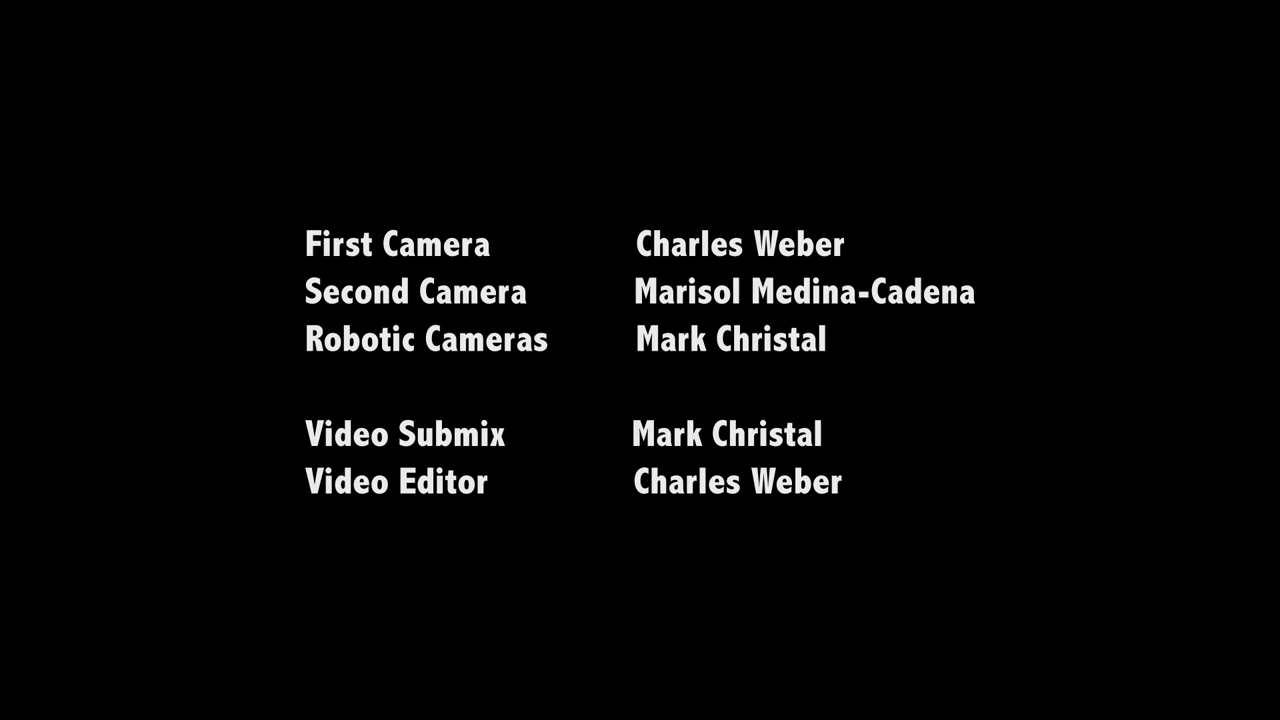 First Camera Charles Weber
Second Camera Marisol Medina-Cadena
Robotic Cameras Mark Christal
Video Submix Mark Christal
Video Editor Charles Weber